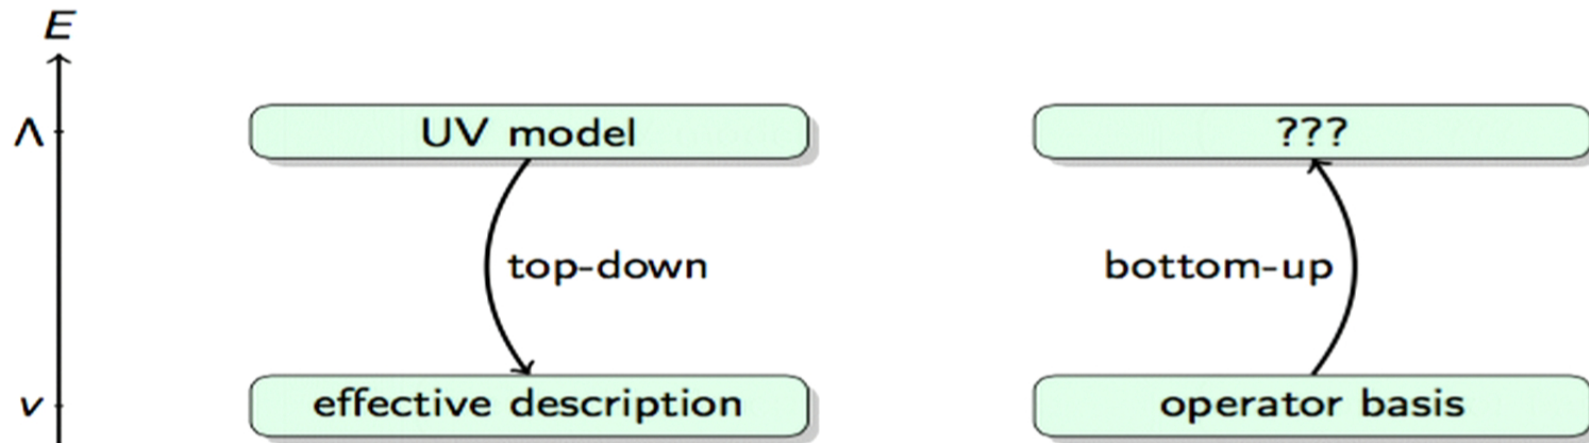 E
Λ
UV model
???
top-down
bottom-up
v
effective description
operator basis